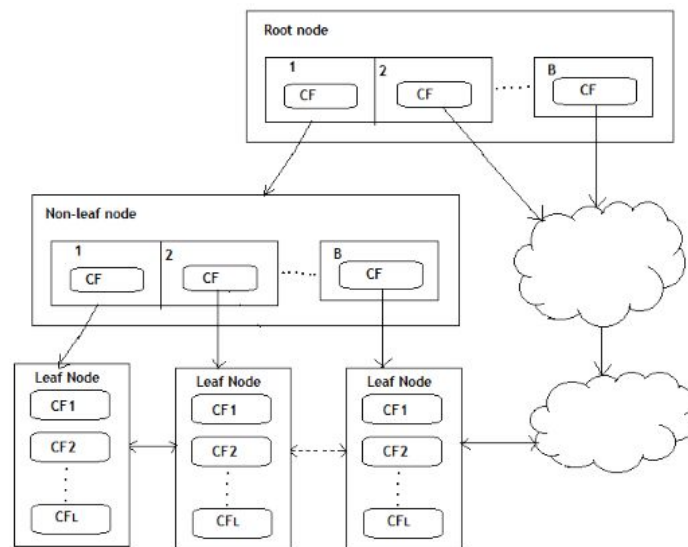 Root node
1
2
B
CF
CF
CF
Non-leaf node
1
2
B
CF
CF
CF
Leaf Node
CF1
CF2
CFL
Leaf Node
CF1
CF2
CFL
Leaf Node
CF1
CF2
CFL